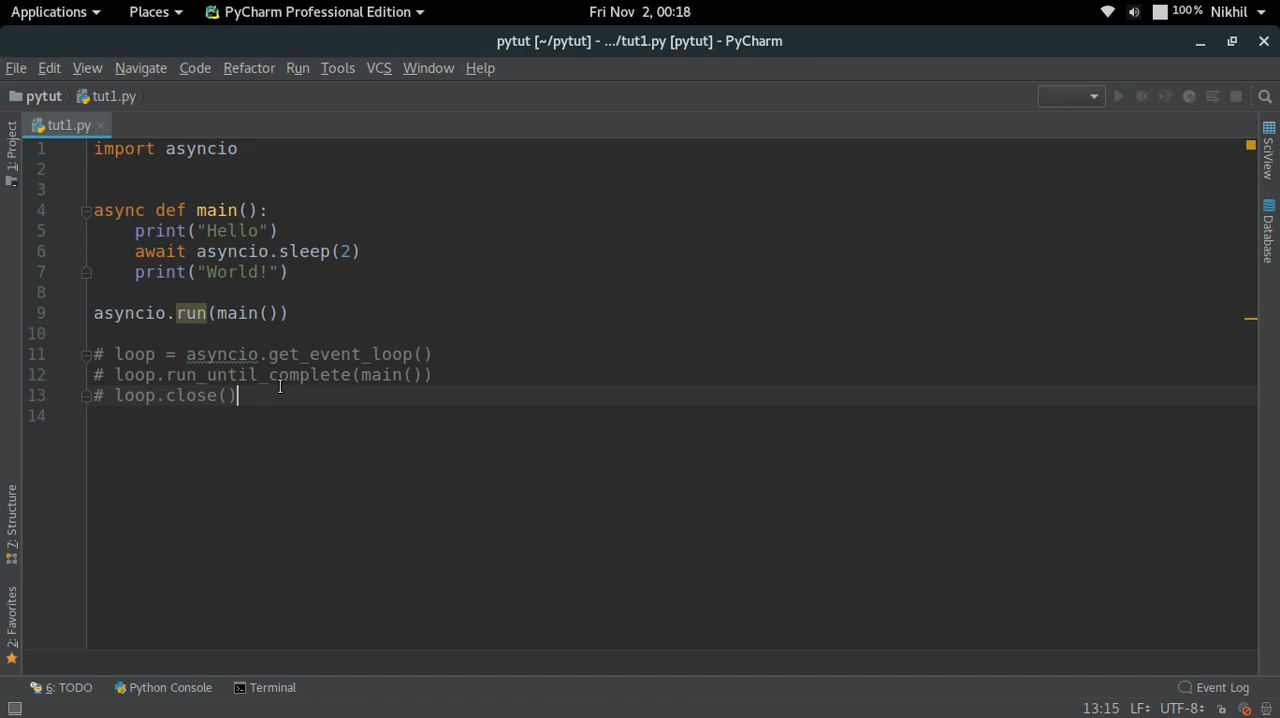 Applications Places PyCharm Professional Edition Fri Nov 2, 00:18 100% Nikhil
pytut [~/pytut] - .../tut1.py [pytut] - PyCharm
File Edit View Navigate Code Refactor Run Tools VCS Window Help
pytut tut1.py
1: Project
tut1.py
SciView
Database
1 import asyncio
2
3
4 async def main():
5     print("Hello")
6     await asyncio.sleep(2)
7     print("World!")
8
9 asyncio.run(main())
10
11 # loop = asyncio.get_event_loop()
12 # loop.run_until_complete(main())
13 # loop.close()
14
7: Structure
2: Favorites
6: TODO Python Console Terminal Event Log
13:15 LF UTF-8